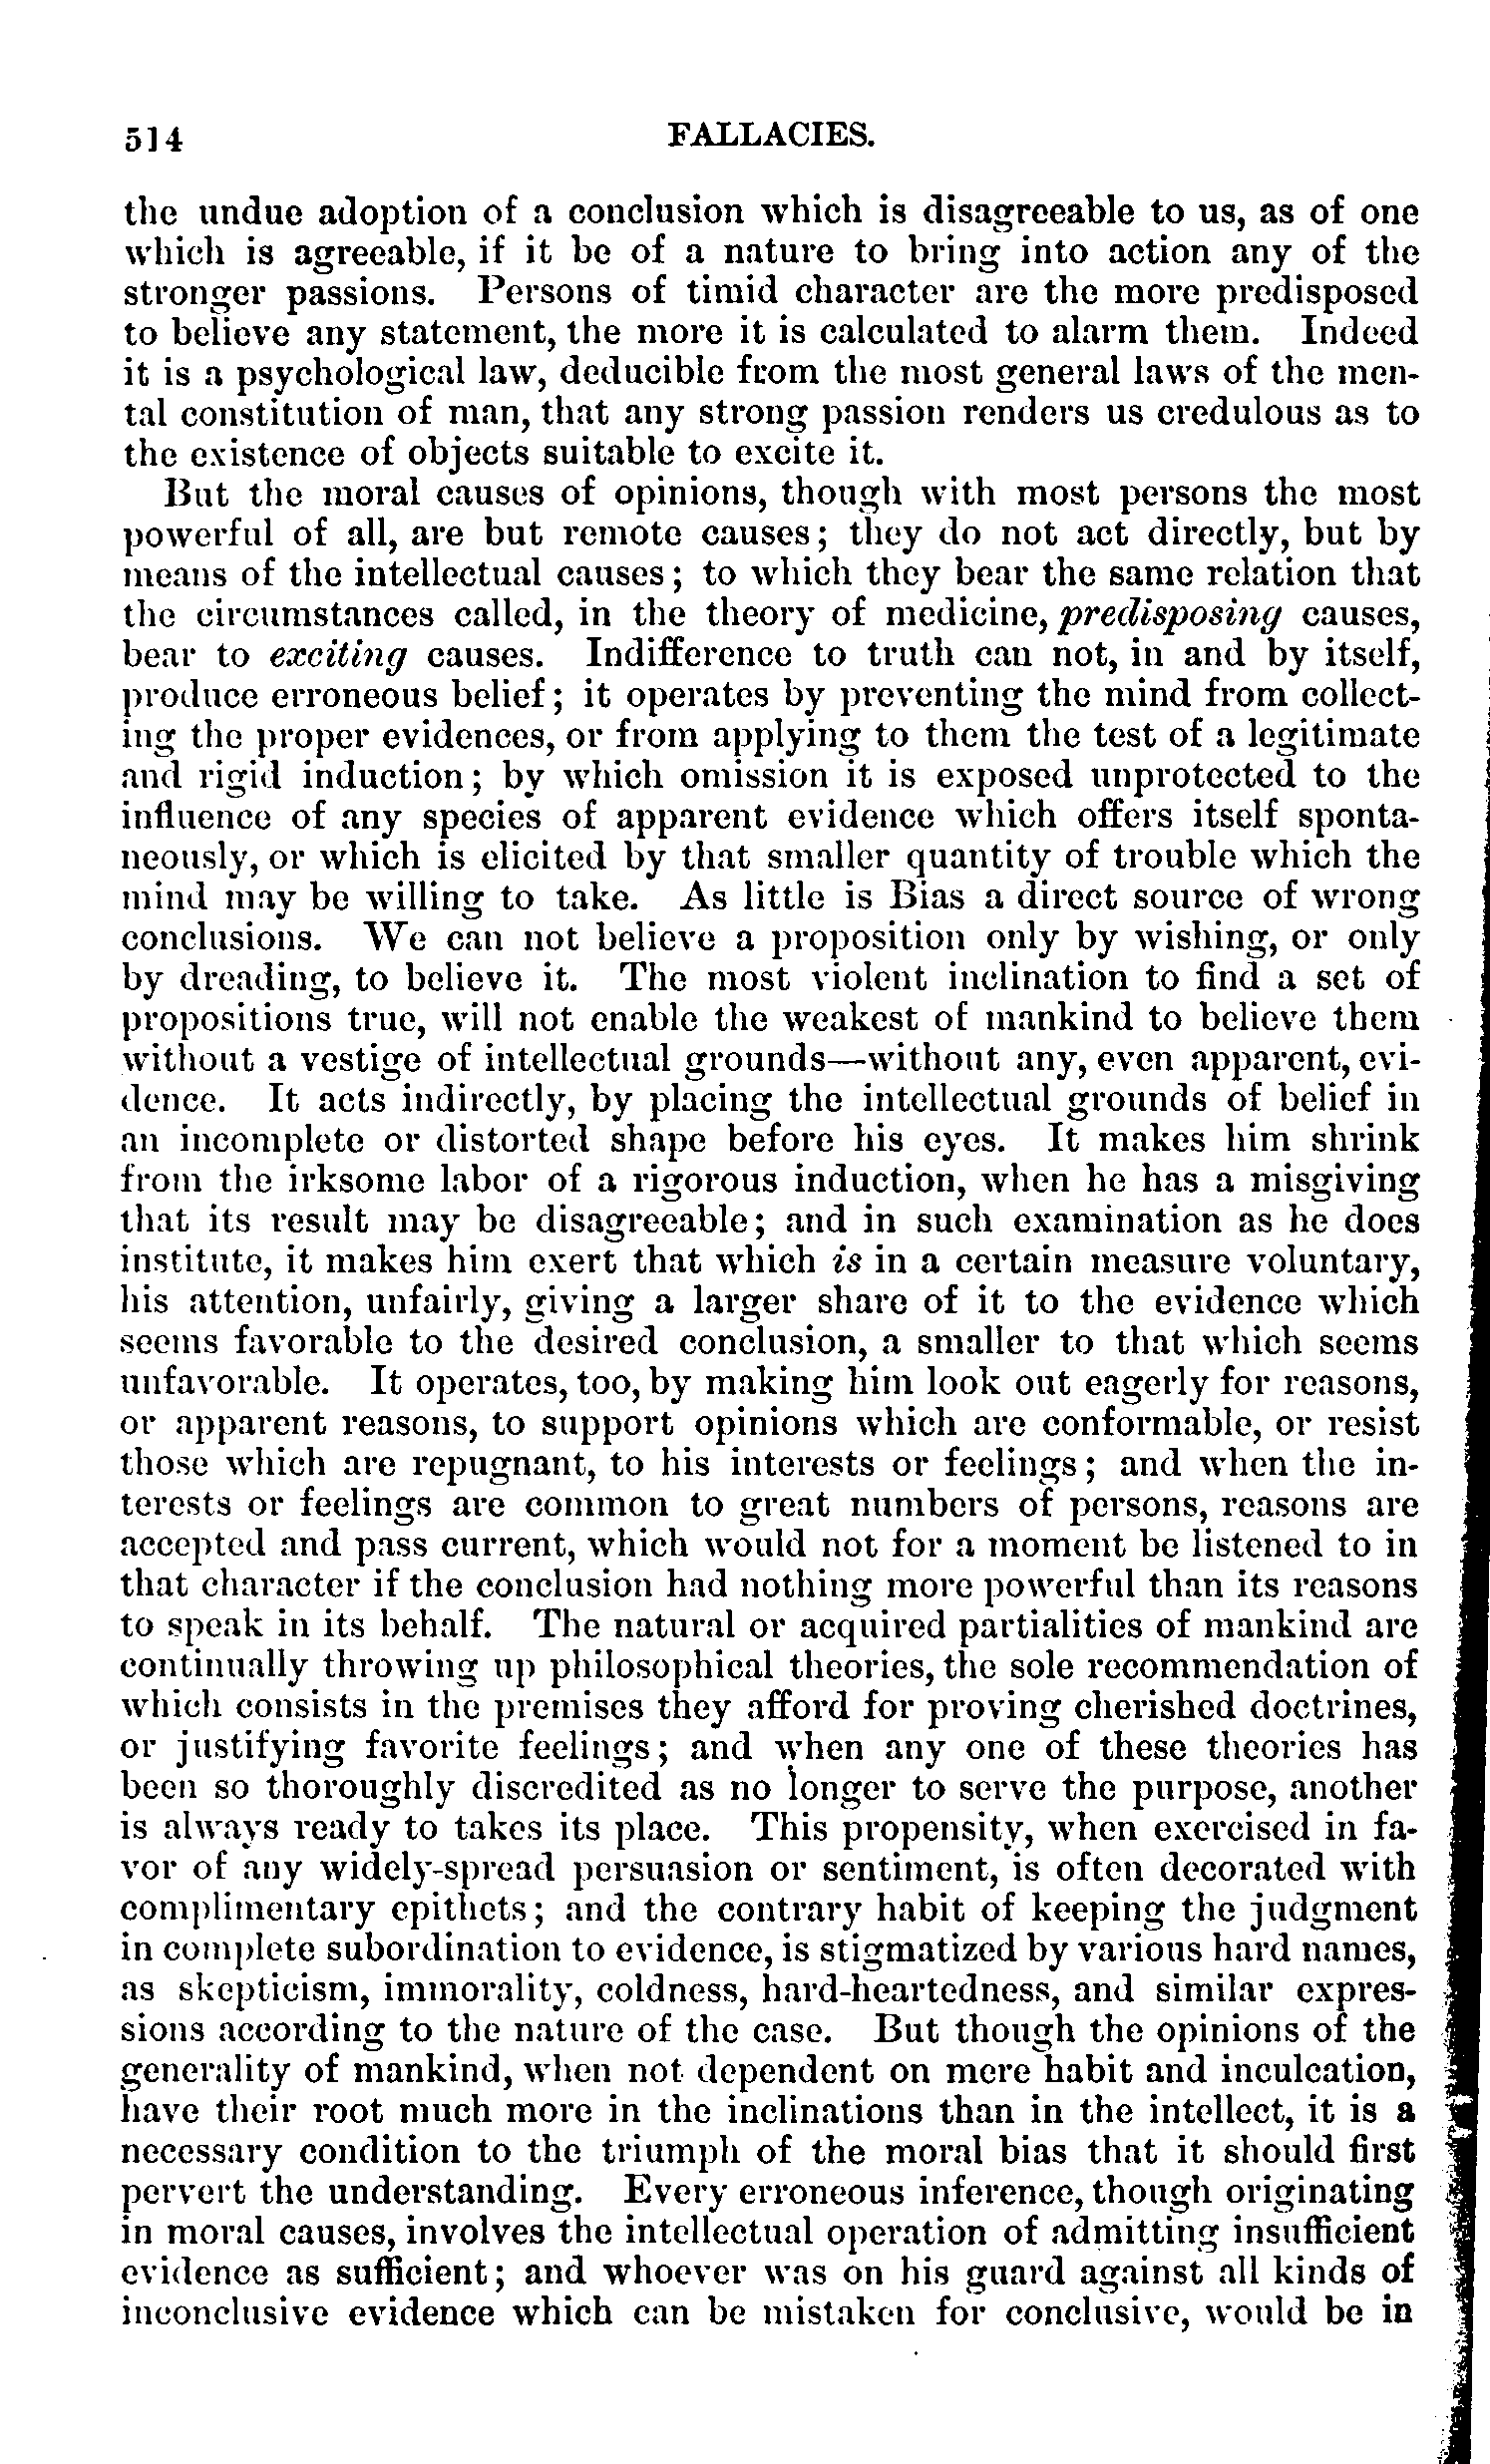 514 FALLACIES.
the undue adoption of a conclusion which is disagreeable to us, as of one
which is agreeable, if it be of a nature to bring into action any of the
stronger passions. Persons of timid character are the more predisposed
to believe any statement, the more it is calculated to alarm them. Indeed
it is a psychological law, deducible from the most general laws of the men-
tal constitution of man, that any strong passion renders us credulous as to
the existence of objects suitable to excite it.
But the moral causes of opinions, though with most persons the most
powerful of all, are but remote causes; they do not act directly, but by
means of the intellectual causes; to which they bear the same relation that
the circumstances called, in the theory of medicine, predisposing causes,
bear to exciting causes. Indifference to truth can not, in and by itself,
produce erroneous belief; it operates by preventing the mind from collect-
ing the proper evidences, or from applying to them the test of a legitimate
and rigid induction; by which omission it is exposed unprotected to the
influence of any species of apparent evidence which offers itself sponta-
neously, or which is elicited by that smaller quantity of trouble which the
mind may be willing to take. As little is Bias a direct source of wrong
conclusions. We can not believe a proposition only by wishing, or only
by dreading, to believe it. The most violent inclination to find a set of
propositions true, will not enable the weakest of mankind to believe them
without a vestige of intellectual grounds—without any, even apparent, evi-
dence. It acts indirectly, by placing the intellectual grounds of belief in
an incomplete or distorted shape before his eyes. It makes him shrink
from the irksome labor of a rigorous induction, when he has a misgiving
that its result may be disagreeable; and in such examination as he does
institute, it makes him exert that which is in a certain measure voluntary,
his attention, unfairly, giving a larger share of it to the evidence which
seems favorable to the desired conclusion, a smaller to that which seems
unfavorable. It operates, too, by making him look out eagerly for reasons,
or apparent reasons, to support opinions which are conformable, or resist
those which are repugnant, to his interests or feelings; and when the in-
terests or feelings are common to great numbers of persons, reasons are
accepted and pass current, which would not for a moment be listened to in
that character if the conclusion had nothing more powerful than its reasons
to speak in its behalf. The natural or acquired partialities of mankind are
continually throwing up philosophical theories, the sole recommendation of
which consists in the premises they afford for proving cherished doctrines,
or justifying favorite feelings; and when any one of these theories has
been so thoroughly discredited as no longer to serve the purpose, another
is always ready to takes its place. This propensity, when exercised in fa-
vor of any widely-spread persuasion or sentiment, is often decorated with
complimentary epithets; and the contrary habit of keeping the judgment
in complete subordination to evidence, is stigmatized by various hard names,
as skepticism, immorality, coldness, hard-heartedness, and similar expres-
sions according to the nature of the case. But though the opinions of the
generality of mankind, when not dependent on mere habit and inculcation,
have their root much more in the inclinations than in the intellect, it is a
necessary condition to the triumph of the moral bias that it should first
pervert the understanding. Every erroneous inference, though originating
in moral causes, involves the intellectual operation of admitting insufficient
evidence as sufficient; and whoever was on his guard against all kinds of
inconclusive evidence which can be mistaken for conclusive, would be in